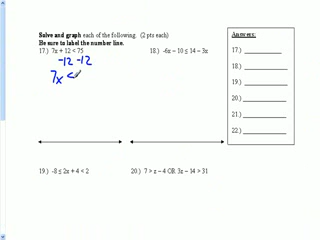 Solve and graph each of the following. (2 pts each)
Be sure to label the number line.
17.) 7x + 12 < 75
-12 -12
7x <
18.) -6x – 10 ≤ 14 – 3x
19.) -8 ≤ 2x + 4 < 2
20.) 7 > x – 4 OR 3x – 14 > 31
Answer:
17.)
18.)
19.)
20.)
21.)
22.)